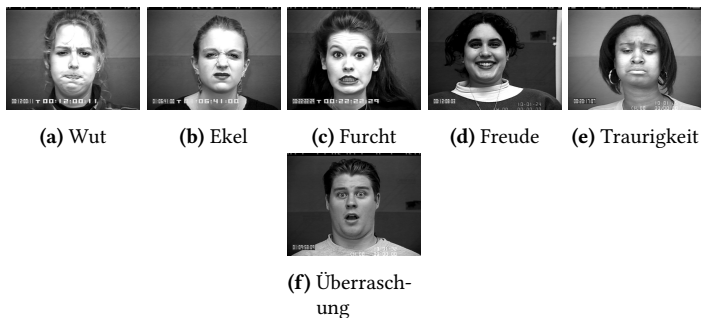 (a) Wut
(b) Ekel
(c) Furcht
(d) Freude
(e) Traurigkeit
(f) Überrasch-
ung